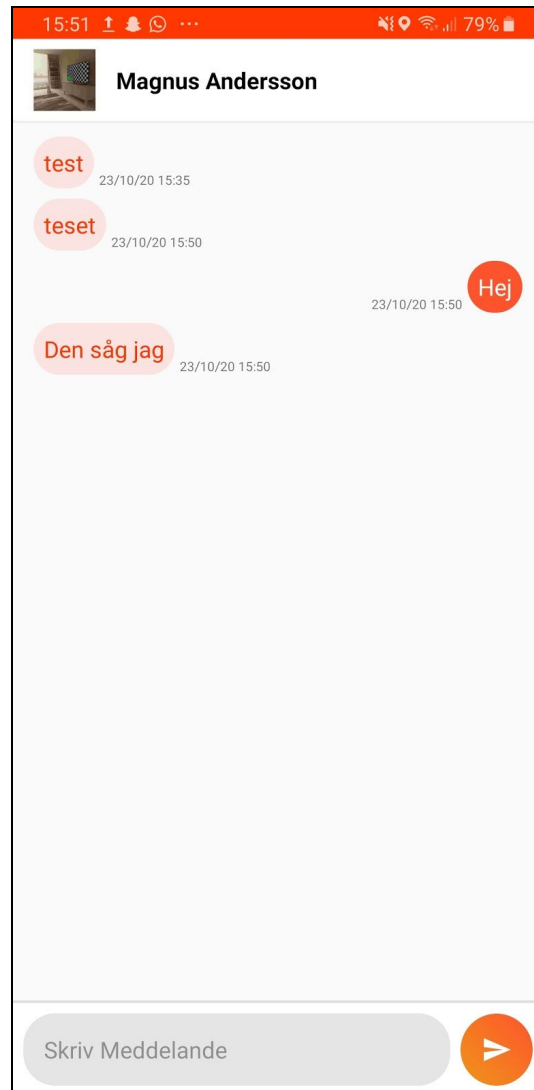 15:51 79%
Magnus Andersson
test 23/10/20 15:35
teset 23/10/20 15:50
23/10/20 15:50 Hej
Den såg jag 23/10/20 15:50
Skriv Meddelande